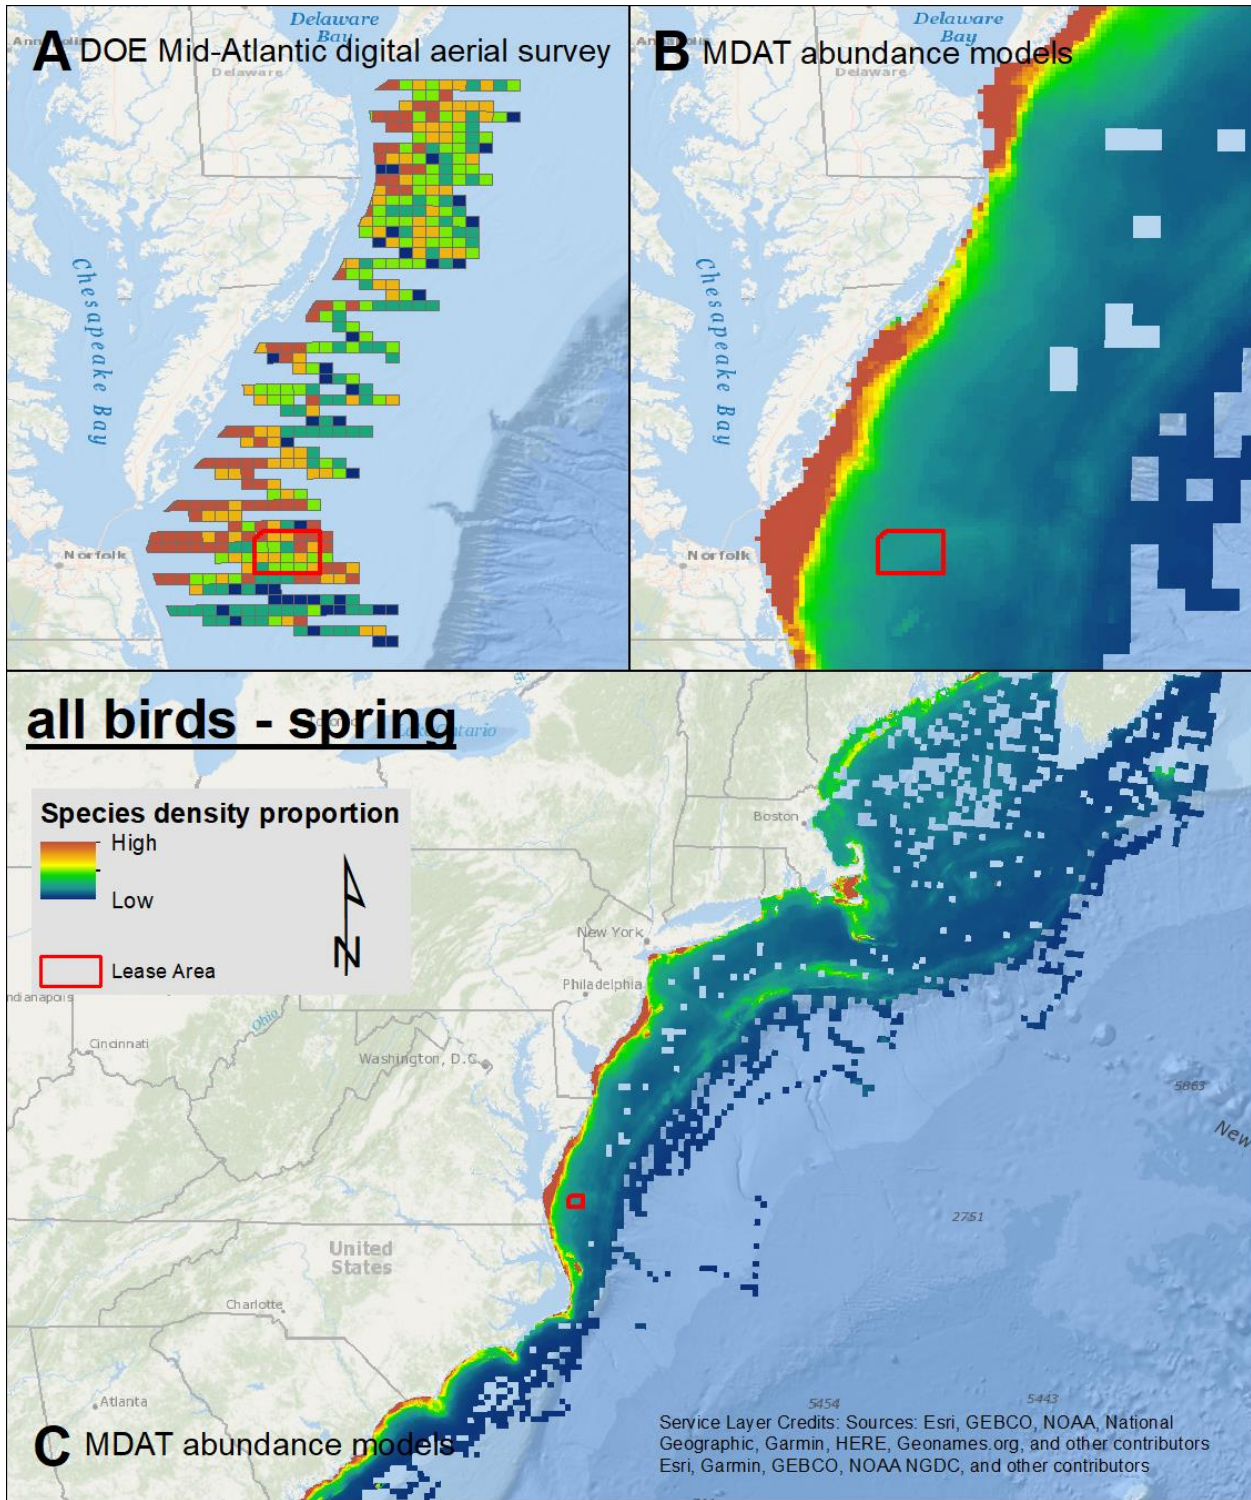 Delaware
Bay
A DOE Mid-Atlantic digital aerial survey
Delaware
Chesapeake Bay
Norfolk
Delaware
Bay
B MDAT abundance models
Delaware
Chesapeake Bay
Norfolk
all birds - spring
Ontario
Species density proportion
High
Low
N
Lease Area
Boston
New York
Philadelphia
ndianapolis
Ohio
Cincinnati
Washington, D.C.
5863
New
2751
United
States
Charlotte
Atlanta
5454
5443
C MDAT abundance models
Service Layer Credits: Sources: Esri, GEBCO, NOAA, National
Geographic, Garmin, HERE, Geonames.org, and other contributors
Esri, Garmin, GEBCO, NOAA NGDC, and other contributors